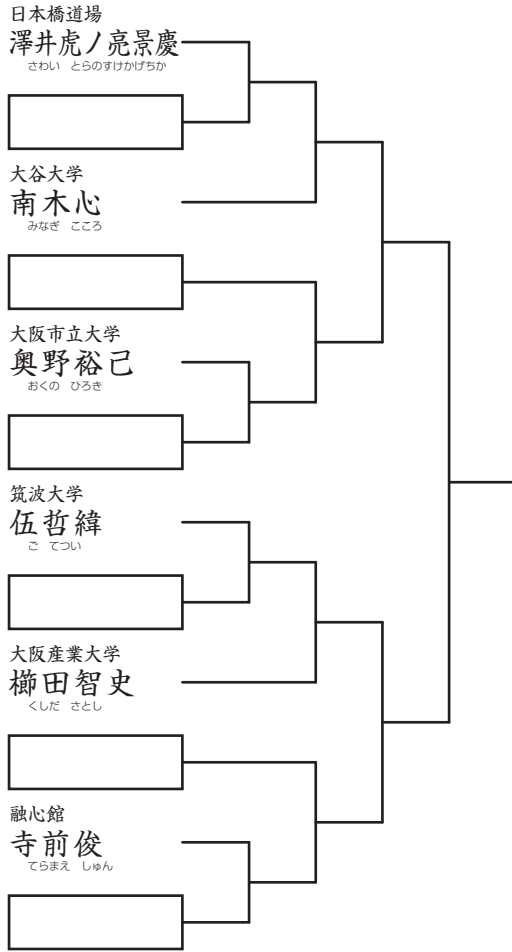 日本橋道場
澤井虎ノ亮景慶
さわい とらのすけかげちか
大谷大学
南木心
みなぎ こころ
大阪市立大学
奥野裕己
おくの ひろき
筑波大学
伍哲緯
ご てつい
大阪産業大学
櫛田智史
くしだ さとし
融心館
寺前俊
てらまえ しゅん